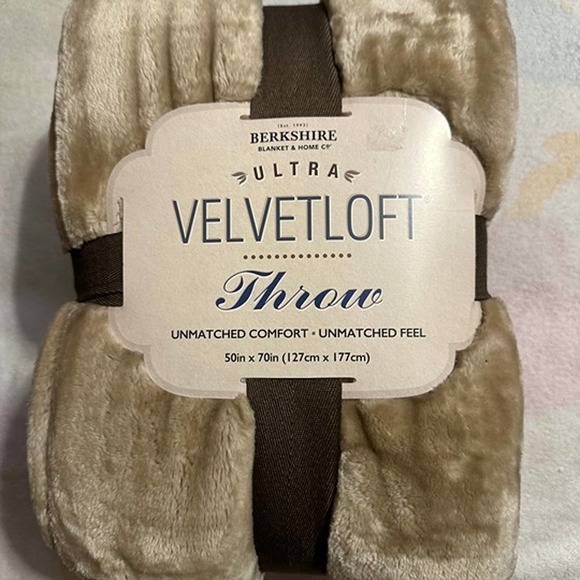 (Est. 1993)
BERKSHIRE
BLANKET & HOME Co.®
ULTRA
VELVETLOFT®
Throw
UNMATCHED COMFORT • UNMATCHED FEEL
50in x 70in (127cm x 177cm)